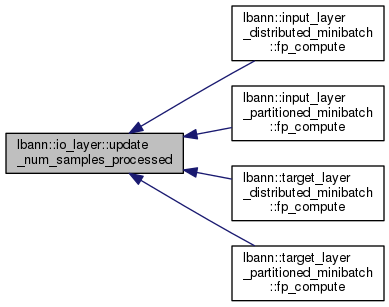 lbann::io_layer::update
_num_samples_processed
lbann::input_layer
_distributed_minibatch
::fp_compute
lbann::input_layer
_partitioned_minibatch
::fp_compute
lbann::target_layer
_distributed_minibatch
::fp_compute
lbann::target_layer
_partitioned_minibatch
::fp_compute